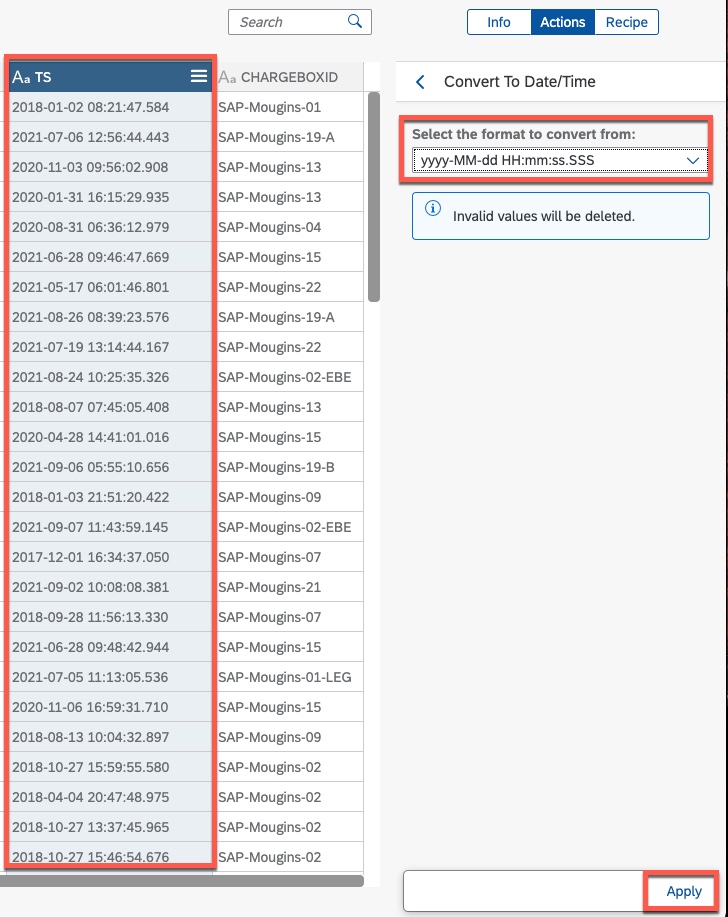 Search
Info Actions Recipe
Aa TS Aa CHARGEBOXID
2018-01-02 08:21:47.584 SAP-Mougins-01
2021-07-06 12:56:44.443 SAP-Mougins-19-A
2020-11-03 09:56:02.908 SAP-Mougins-13
2020-01-31 16:15:29.935 SAP-Mougins-13
2020-08-31 06:36:12.979 SAP-Mougins-04
2021-06-28 09:46:47.669 SAP-Mougins-15
2021-05-17 06:01:46.801 SAP-Mougins-22
2021-08-26 08:39:23.576 SAP-Mougins-19-A
2021-07-19 13:14:44.167 SAP-Mougins-22
2021-08-24 10:25:35.326 SAP-Mougins-02-EBE
2018-08-07 07:45:05.408 SAP-Mougins-13
2020-04-28 14:41:01.016 SAP-Mougins-15
2021-09-06 05:55:10.656 SAP-Mougins-19-B
2018-01-03 21:51:20.422 SAP-Mougins-09
2021-09-07 11:43:59.145 SAP-Mougins-02-EBE
2017-12-01 16:34:37.050 SAP-Mougins-07
2021-09-02 10:08:08.381 SAP-Mougins-21
2018-09-28 11:56:13.330 SAP-Mougins-07
2021-06-28 09:48:42.944 SAP-Mougins-15
2021-07-05 11:13:05.536 SAP-Mougins-01-LEG
2020-11-06 16:59:31.710 SAP-Mougins-15
2018-08-13 10:04:32.897 SAP-Mougins-09
2018-10-27 15:59:55.580 SAP-Mougins-02
2018-04-04 20:47:48.975 SAP-Mougins-02
2018-10-27 13:37:45.965 SAP-Mougins-02
2018-10-27 15:46:54.676 SAP-Mougins-02
Convert To Date/Time
Select the format to convert from:
yyyy-MM-dd HH:mm:ss.SSS
Invalid values will be deleted.
Apply